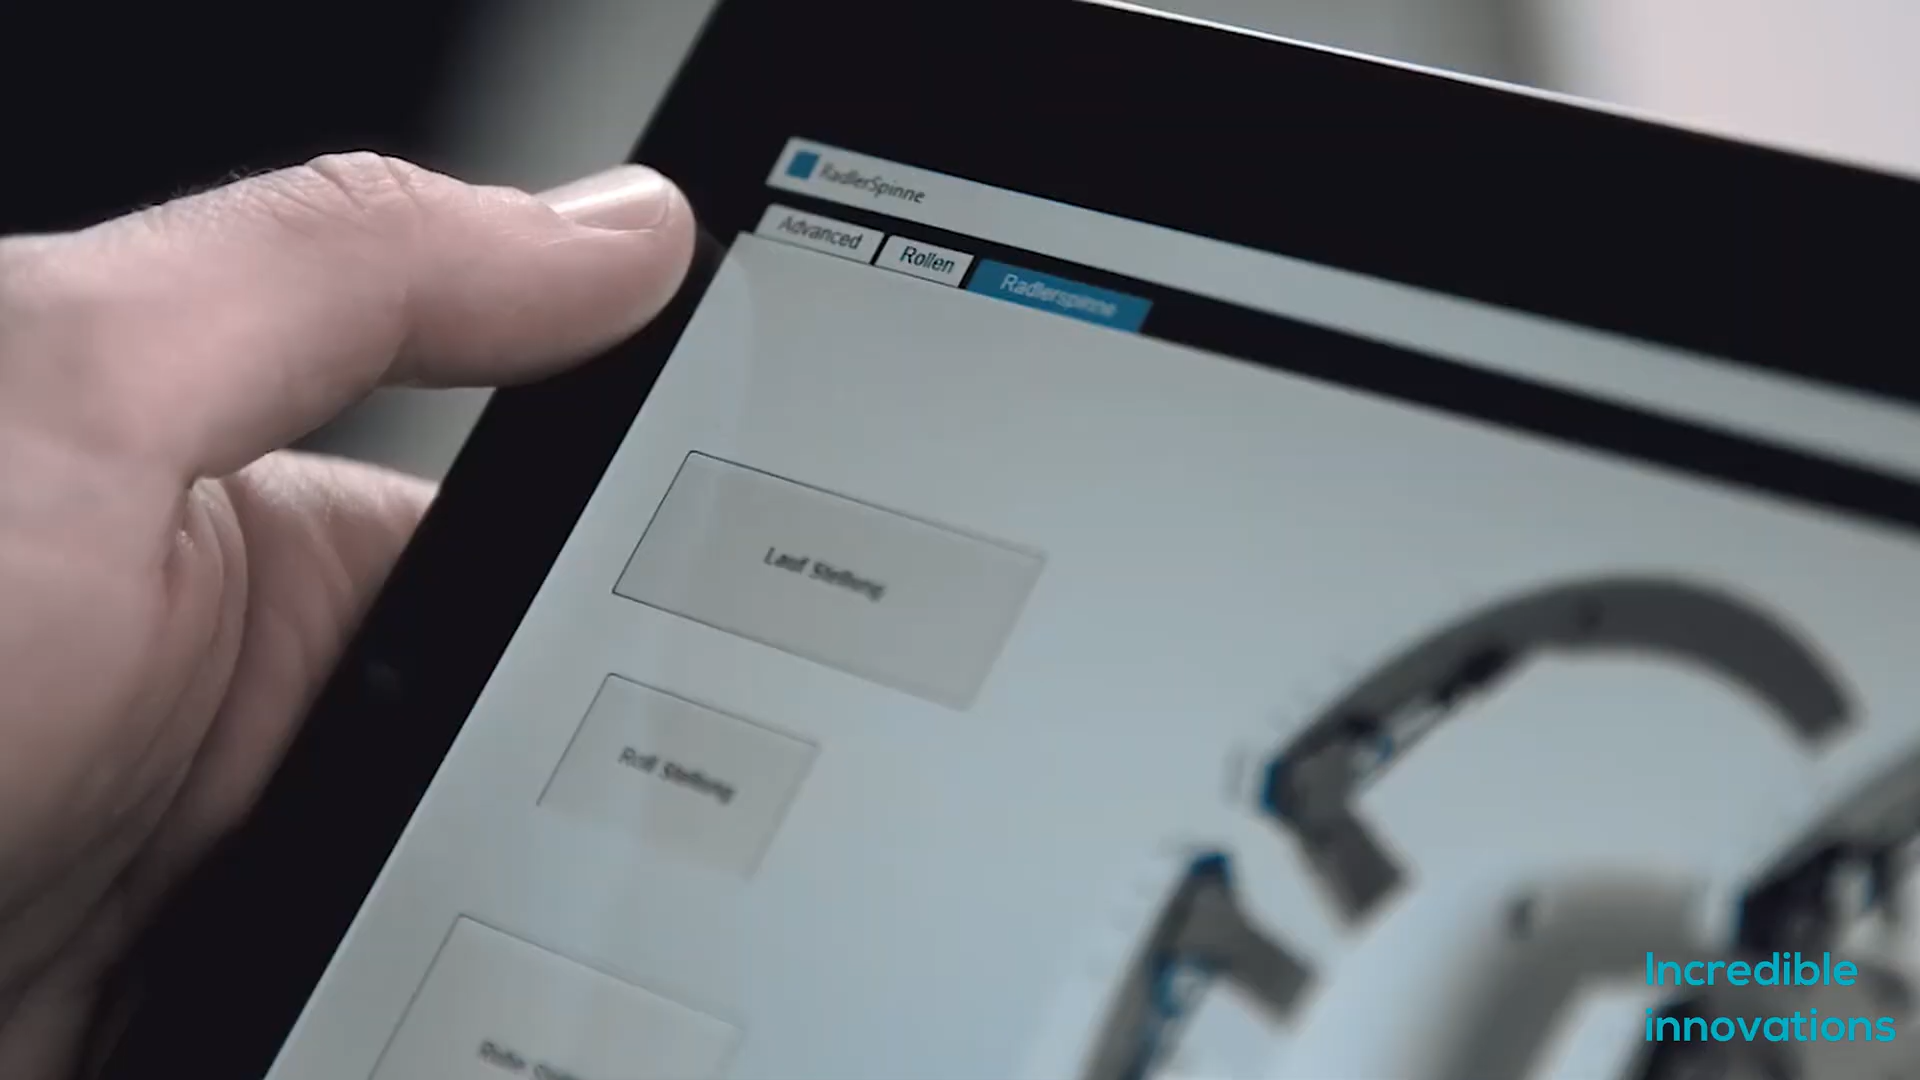 RadlerSpinne
Advanced
Rollen
Radlerspinne
Lauf Stellung
Roll Stellung
Incredible
innovations